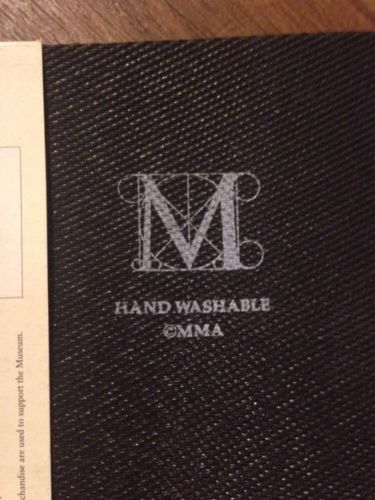 M
HAND WASHABLE
©MMA
chandise are used to support the Museum.